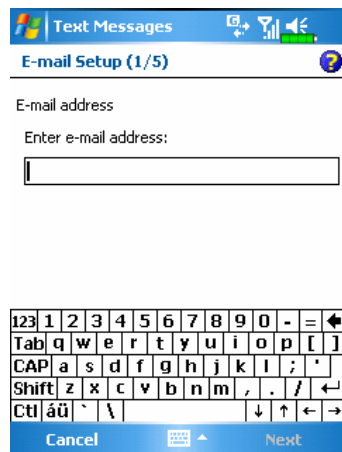 Text Messages
E-mail Setup (1/5)
E-mail address
Enter e-mail address:
123 1 2 3 4 5 6 7 8 9 0 - =
Tab q w e r t y u i o p [ ]
CAP a s d f g h j k l ; '
Shift z x c v b n m , . /
Ctl áü ` \
Cancel Next